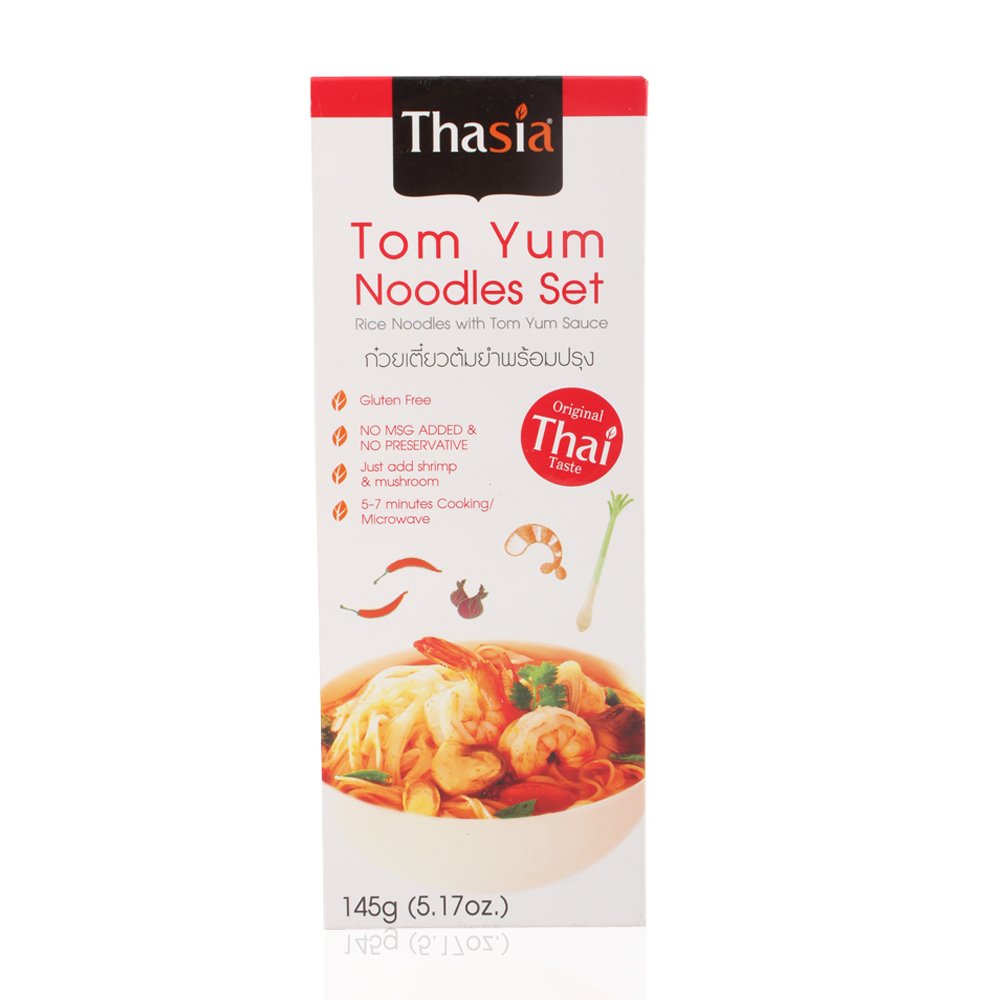 Thasia®
Tom Yum
Noodles Set
Rice Noodles with Tom Yum Sauce
ก๋วยเตี๋ยวต้มยำพร้อมปรุง
Gluten Free
NO MSG ADDED &
NO PRESERVATIVE
Just add shrimp
& mushroom
5-7 minutes Cooking/
Microwave
Original
Thai
Taste
145g (5.17oz.)